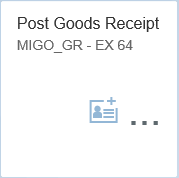 Post Goods Receipt
MIGO_GR - EX 64
...